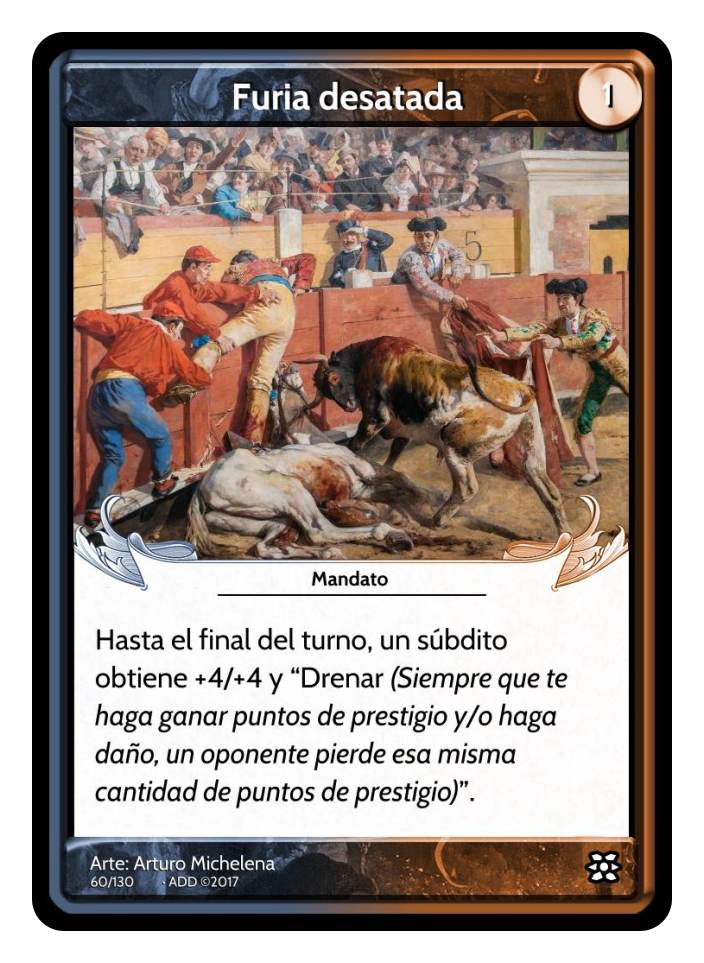 Furia desatada
1
5
Mandato
Hasta el final del turno, un súbdito
obtiene +4/+4 y “Drenar (Siempre que te
haga ganar puntos de prestigio y/o haga
daño, un oponente pierde esa misma
cantidad de puntos de prestigio)”.
Arte: Arturo Michelena
60/130 · ADD ©2017